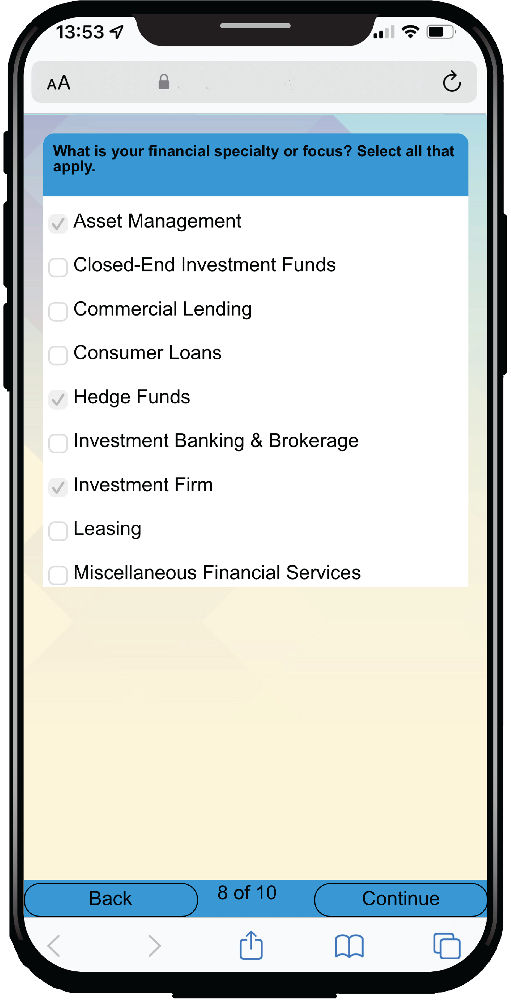 13:53
AA
What is your financial specialty or focus? Select all that
apply.
Asset Management
Closed-End Investment Funds
Commercial Lending
Consumer Loans
Hedge Funds
Investment Banking & Brokerage
Investment Firm
Leasing
Miscellaneous Financial Services
Back 8 of 10 Continue